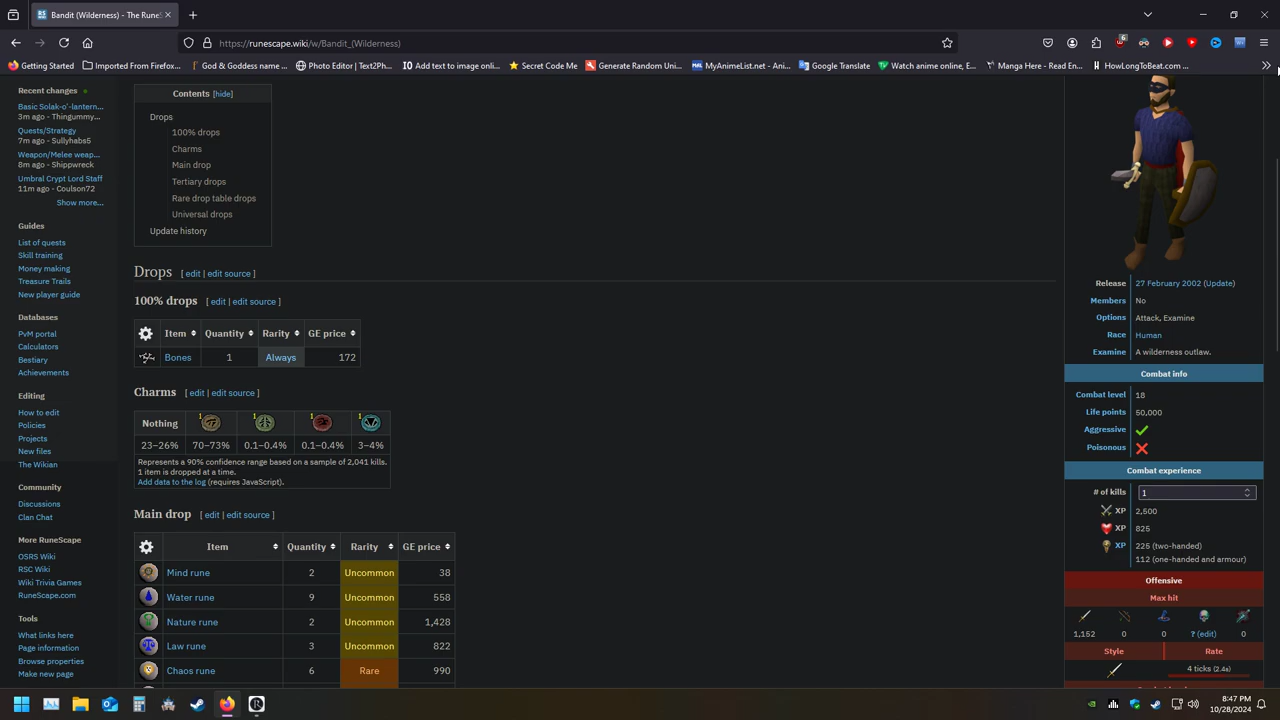 Bandit (Wilderness) - The RuneS
https://runescape.wiki/w/Bandit_(Wilderness)
6
Getting Started
Imported From Firefox...
God & Goddess name ...
Photo Editor | Text2Ph...
Add text to image onli...
Secret Code Me
Generate Random Uni...
MyAnimeList.net - Ani...
Google Translate
Watch anime online, E...
Manga Here - Read En...
HowLongToBeat.com ...
Recent changes
Basic Solak-o'-lantern...
3m ago - Thingummy...
Quests/Strategy
7m ago - Sullyhabs5
Weapon/Melee weap...
8m ago - Shippwreck
Umbral Crypt Lord Staff
11m ago - Coulson72
Show more...
Guides
List of quests
Skill training
Money making
Treasure Trails
New player guide
Databases
PvM portal
Calculators
Bestiary
Achievements
Editing
How to edit
Policies
Projects
New files
The Wikian
Community
Discussions
Clan Chat
More RuneScape
OSRS Wiki
RSC Wiki
Wiki Trivia Games
RuneScape.com
Tools
What links here
Page information
Browse properties
Make new page
Contents [hide]
Drops
100% drops
Charms
Main drop
Tertiary drops
Rare drop table drops
Universal drops
Update history
Drops [ edit | edit source ]
100% drops [ edit | edit source ]
Item Quantity Rarity GE price
Bones 1 Always 172
Charms [ edit | edit source ]
Nothing 1 1 1 1
23–26% 70–73% 0.1–0.4% 0.1–0.4% 3–4%
Represents a 90% confidence range based on a sample of 2,041 kills.
1 item is dropped at a time.
Add data to the log (requires JavaScript).
Main drop [ edit | edit source ]
Item Quantity Rarity GE price
Mind rune 2 Uncommon 38
Water rune 9 Uncommon 558
Nature rune 2 Uncommon 1,428
Law rune 3 Uncommon 822
Chaos rune 6 Rare 990
Release 27 February 2002 (Update)
Members No
Options Attack, Examine
Race Human
Examine A wilderness outlaw.
Combat info
Combat level 18
Life points 50,000
Aggressive
Poisonous
Combat experience
# of kills 1
XP 2,500
XP 825
XP 225 (two-handed)
112 (one-handed and armour)
Offensive
Max hit
1,152 0 0 ? (edit) 0
Style Rate
4 ticks (2.4s)
8:47 PM
10/28/2024